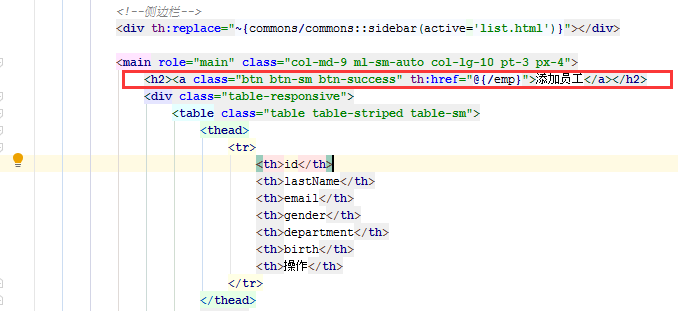 <!--侧边栏-->
<div th:replace="~{commons/commons::sidebar(active='list.html')}"></div>
<main role="main" class="col-md-9 ml-sm-auto col-lg-10 pt-3 px-4">
<h2><a class="btn btn-sm btn-success" th:href="@{/emp}">添加员工</a></h2>
<div class="table-responsive">
<table class="table table-striped table-sm">
<thead>
<tr>
<th>id</th>
<th>lastName</th>
<th>email</th>
<th>gender</th>
<th>department</th>
<th>birth</th>
<th>操作</th>
</tr>
</thead>